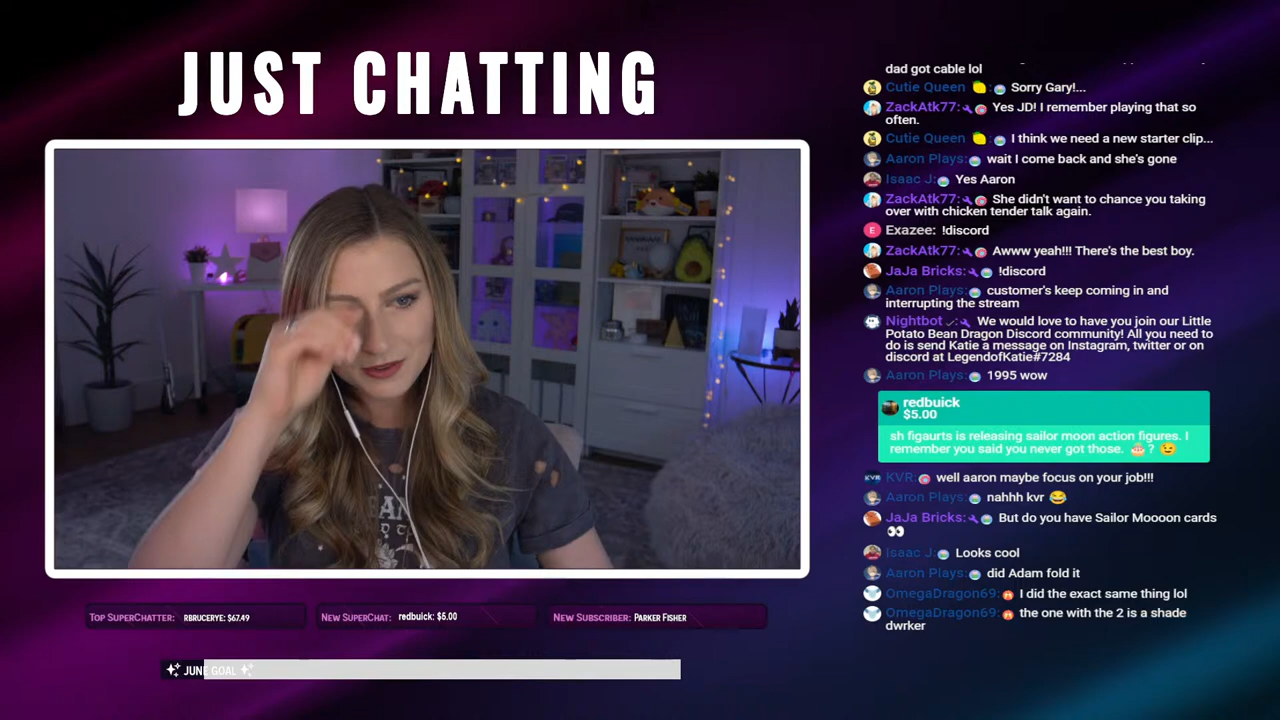 JUST CHATTING
dad got cable lol
Cutie Queen 🍋: Sorry Gary!...
ZackAtk77: Yes JD! I remember playing that so
often.
Cutie Queen 🍋: I think we need a new starter clip...
Aaron Plays: wait I come back and she's gone
Isaac J: Yes Aaron
ZackAtk77: She didn't want to chance you taking
over with chicken tender talk again.
E Exazee: !discord
ZackAtk77: Awww yeah!!! There's the best boy.
JaJa Bricks: !discord
Aaron Plays: customer's keep coming in and
interrupting the stream
Nightbot ✓: We would love to have you join our Little
Potato Bean Dragon Discord community! All you need to
do is send Katie a message on Instagram, twitter or on
discord at LegendofKatie#7284
Aaron Plays: 1995 wow
redbuick
$5.00
sh figaurts is releasing sailor moon action figures. I
remember you said you never got those. 🎂? 😉
KVR KVR: well aaron maybe focus on your job!!!
Aaron Plays: nahhh kvr 😂
JaJa Bricks: But do you have Sailor Moooon cards
👀
Isaac J: Looks cool
Aaron Plays: did Adam fold it
OmegaDragon69: I did the exact same thing lol
OmegaDragon69: the one with the 2 is a shade
dwrker
TOP SUPERCHATTER: RBRUCERYE: $67.49
NEW SUPERCHAT: redbuick: $5.00
NEW SUBSCRIBER: PARKER FISHER
✨ JUNE GOAL ✨